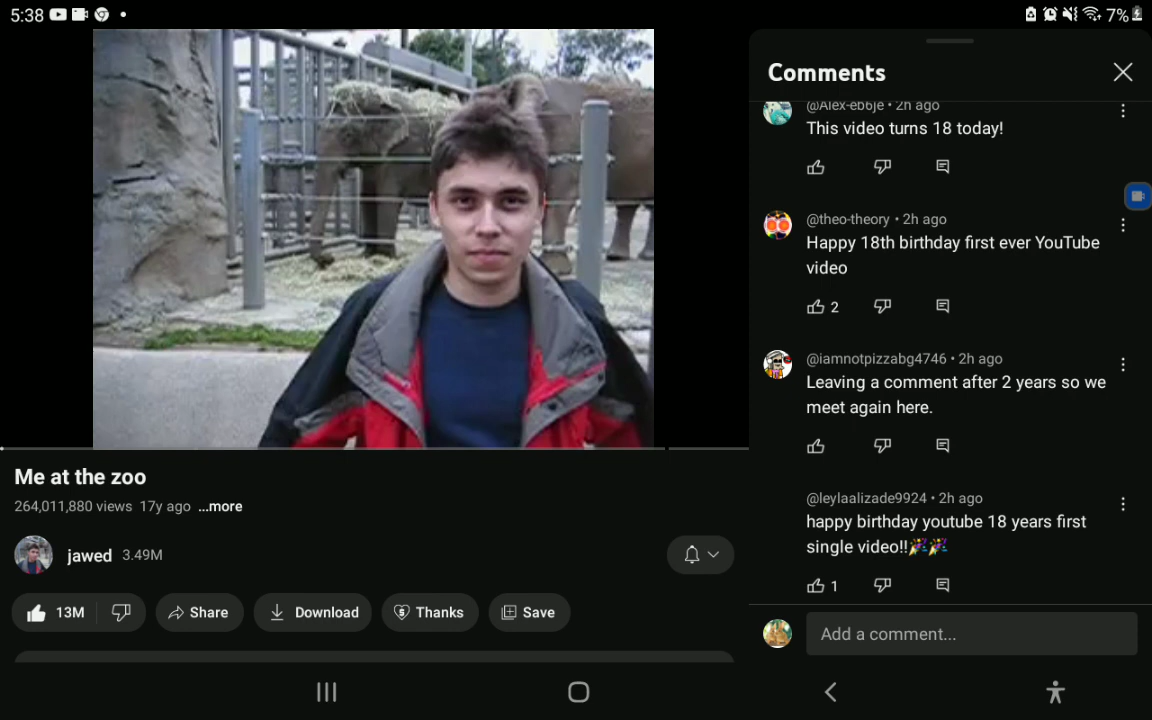 5:38
7%
Comments
@Alex-eb6je • 2h ago
This video turns 18 today!
@theo-theory • 2h ago
Happy 18th birthday first ever YouTube
video
2
@iamnotpizzabg4746 • 2h ago
Leaving a comment after 2 years so we
meet again here.
@leylaalizade9924 • 2h ago
happy birthday youtube 18 years first
single video!!🎉🎉
1
Add a comment...
Me at the zoo
264,011,880 views 17y ago ...more
jawed 3.49M
13M Share Download Thanks Save